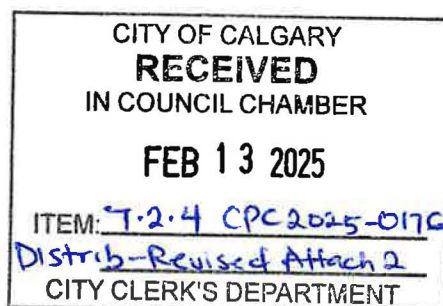 CITY OF CALGARY
RECEIVED
IN COUNCIL CHAMBER
FEB 13 2025
ITEM: 7.2.4 CPC2025-0176
Distrib-Revised Attach 2
CITY CLERK'S DEPARTMENT